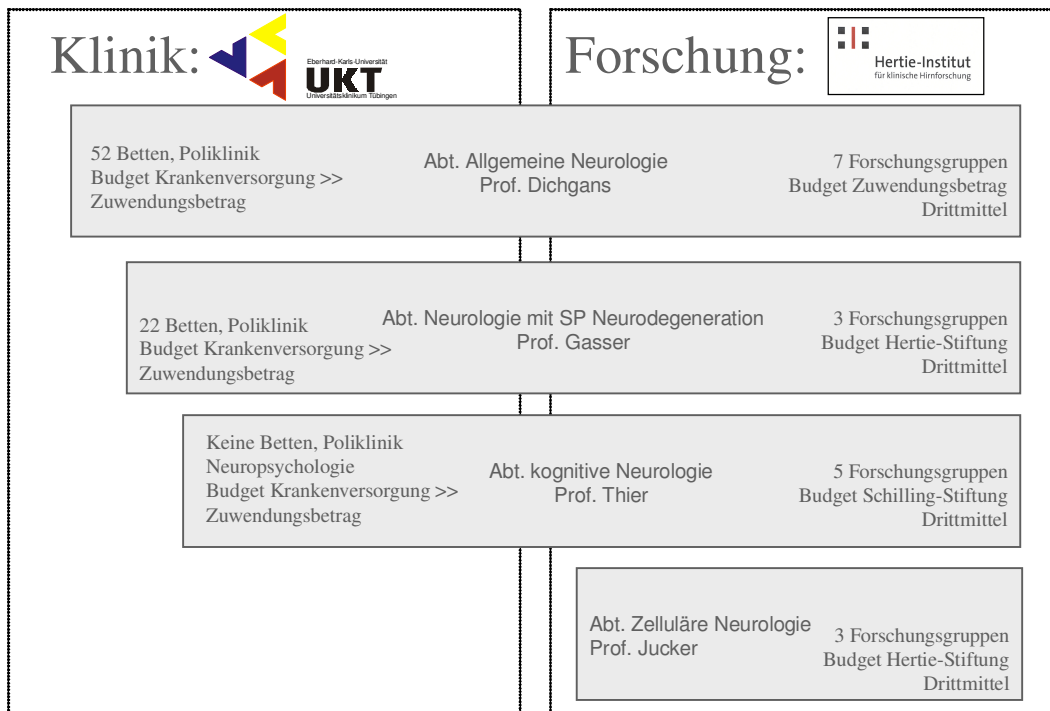 Klinik:
Eberhard-Karls-Universität
UKT
Universitätsklinikum Tübingen
Forschung:
Hertie-Institut
für klinische Hirnforschung
52 Betten, Poliklinik
Budget Krankenversorgung >>
Zuwendungsbetrag
Abt. Allgemeine Neurologie
Prof. Dichgans
7 Forschungsgruppen
Budget Zuwendungsbetrag
Drittmittel
22 Betten, Poliklinik
Budget Krankenversorgung >>
Zuwendungsbetrag
Abt. Neurologie mit SP Neurodegeneration
Prof. Gasser
3 Forschungsgruppen
Budget Hertie-Stiftung
Drittmittel
Keine Betten, Poliklinik
Neuropsychologie
Budget Krankenversorgung >>
Zuwendungsbetrag
Abt. kognitive Neurologie
Prof. Thier
5 Forschungsgruppen
Budget Schilling-Stiftung
Drittmittel
Abt. Zelluläre Neurologie
Prof. Jucker
3 Forschungsgruppen
Budget Hertie-Stiftung
Drittmittel